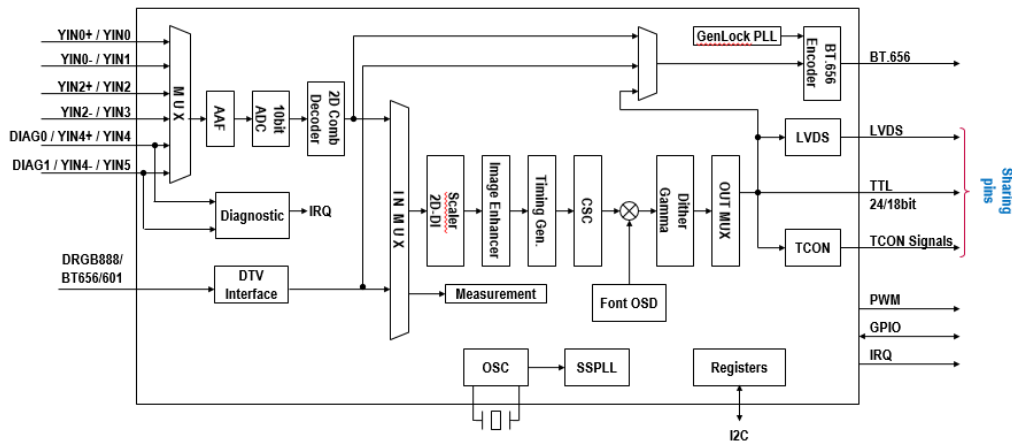 YIN0+ / YIN0
YIN0- / YIN1
YIN2+ / YIN2
YIN2- / YIN3
DIAG0 / YIN4+ / YIN4
DIAG1 / YIN4- / YIN5
MUX
AAF
10bit
ADC
2D Comb
Decoder
Diagnostic
IRQ
DRGB888/
BT656/601
DTV
Interface
IN MUX
Scaler
2D-DI
Image Enhancer
Timing Gen.
CSC
Font OSD
Dither
Gamma
OUT MUX
Measurement
GenLock PLL
BT.656
Encoder
BT.656
LVDS
LVDS
TTL
24/18bit
TCON
TCON Signals
Sharing
pins
PWM
GPIO
IRQ
OSC
SSPLL
Registers
I2C